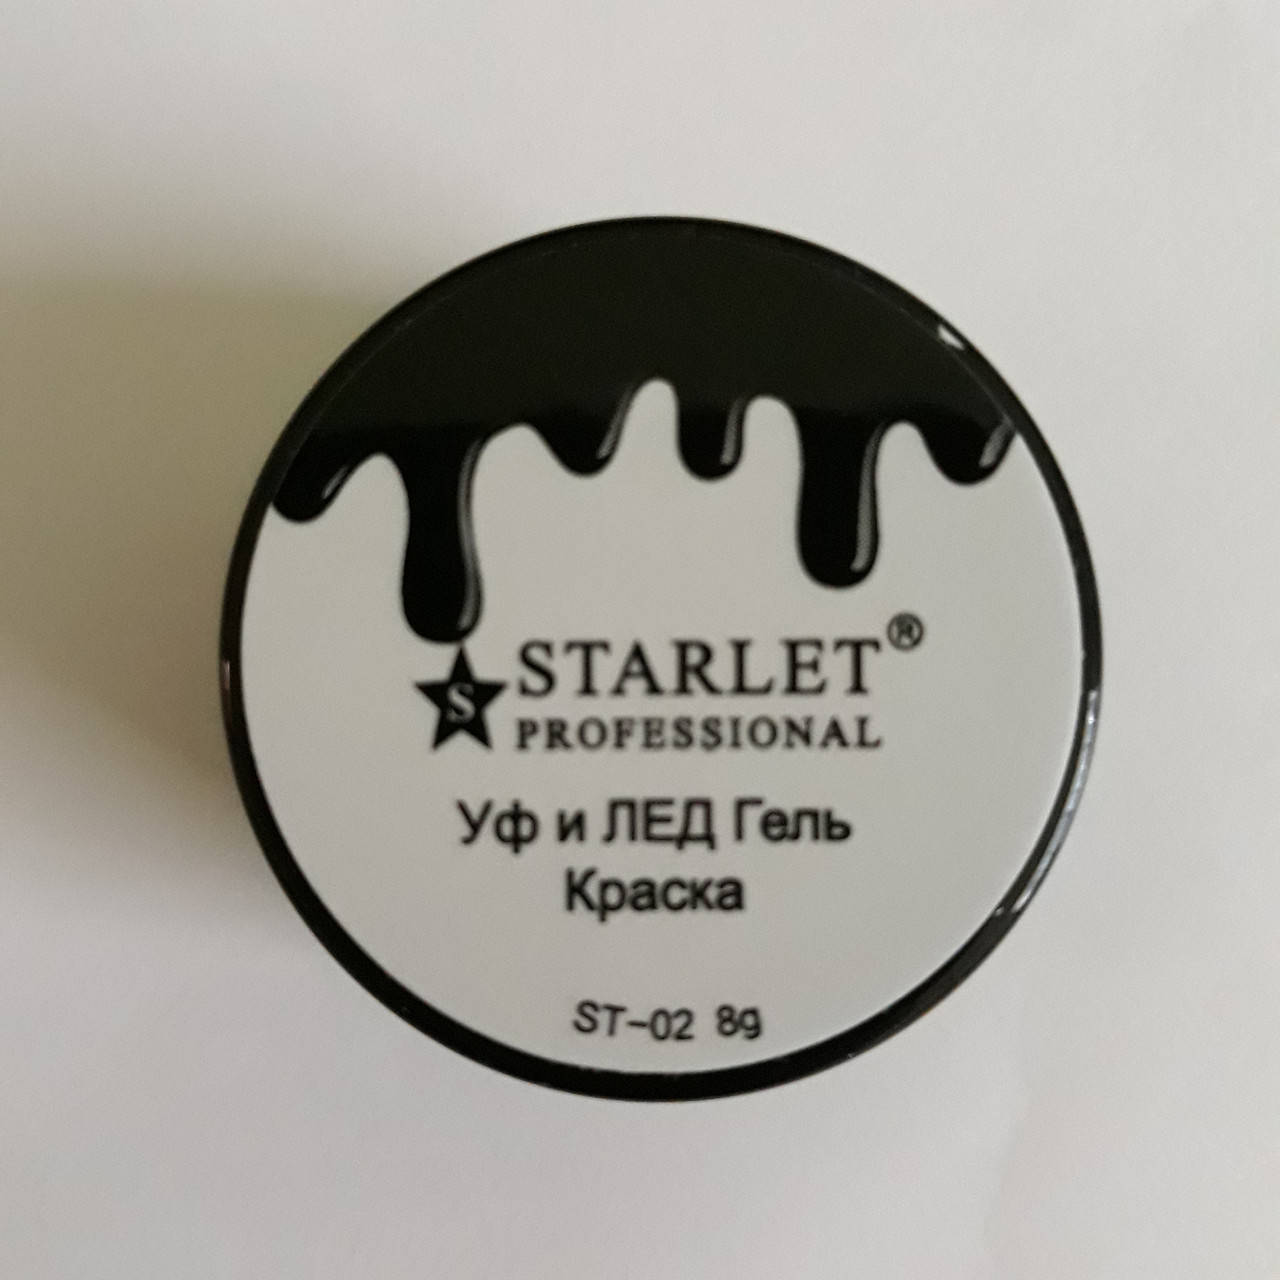 STARLET®
S
PROFESSIONAL
Уф и ЛЕД Гель
Краска
ST-02 8g